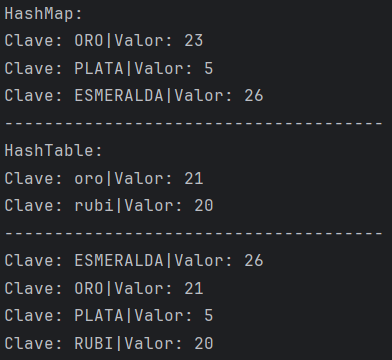 HashMap:
Clave: ORO|Valor: 23
Clave: PLATA|Valor: 5
Clave: ESMERALDA|Valor: 26
--------------------------------------
HashTable:
Clave: oro|Valor: 21
Clave: rubi|Valor: 20
--------------------------------------
Clave: ESMERALDA|Valor: 26
Clave: ORO|Valor: 21
Clave: PLATA|Valor: 5
Clave: RUBI|Valor: 20